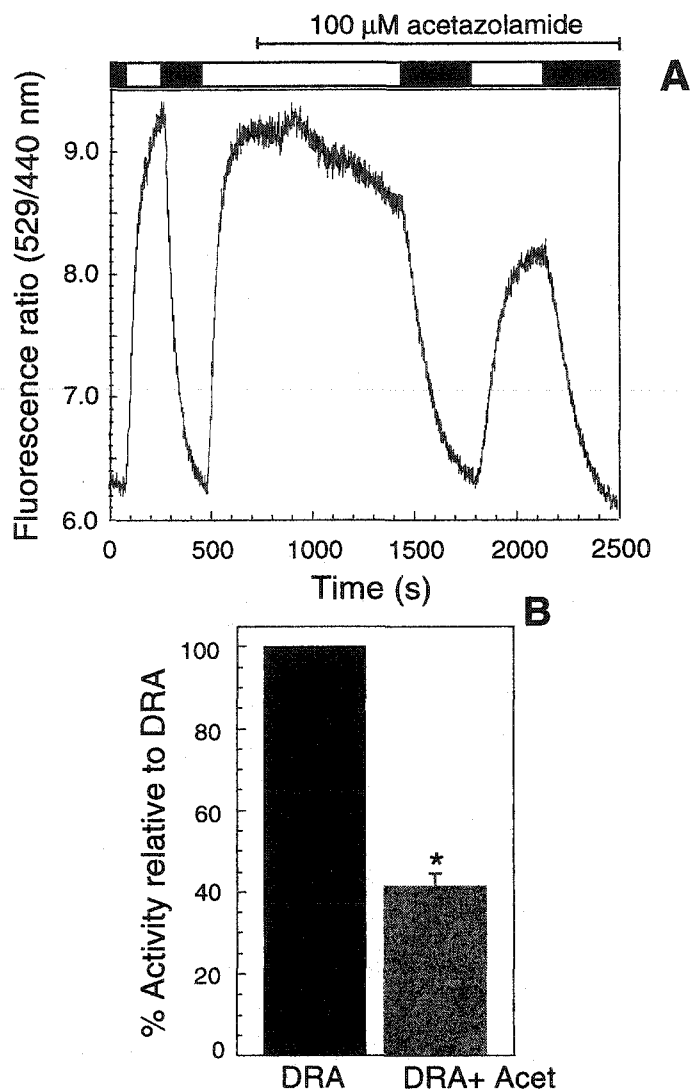 100 µM acetazolamide
A
Fluorescence ratio (529/440 nm)
9.0
8.0
7.0
6.0
0 500 1000 1500 2000 2500
Time (s)
B
% Activity relative to DRA
100
80
60
40
20
0
*
DRA DRA+ Acet